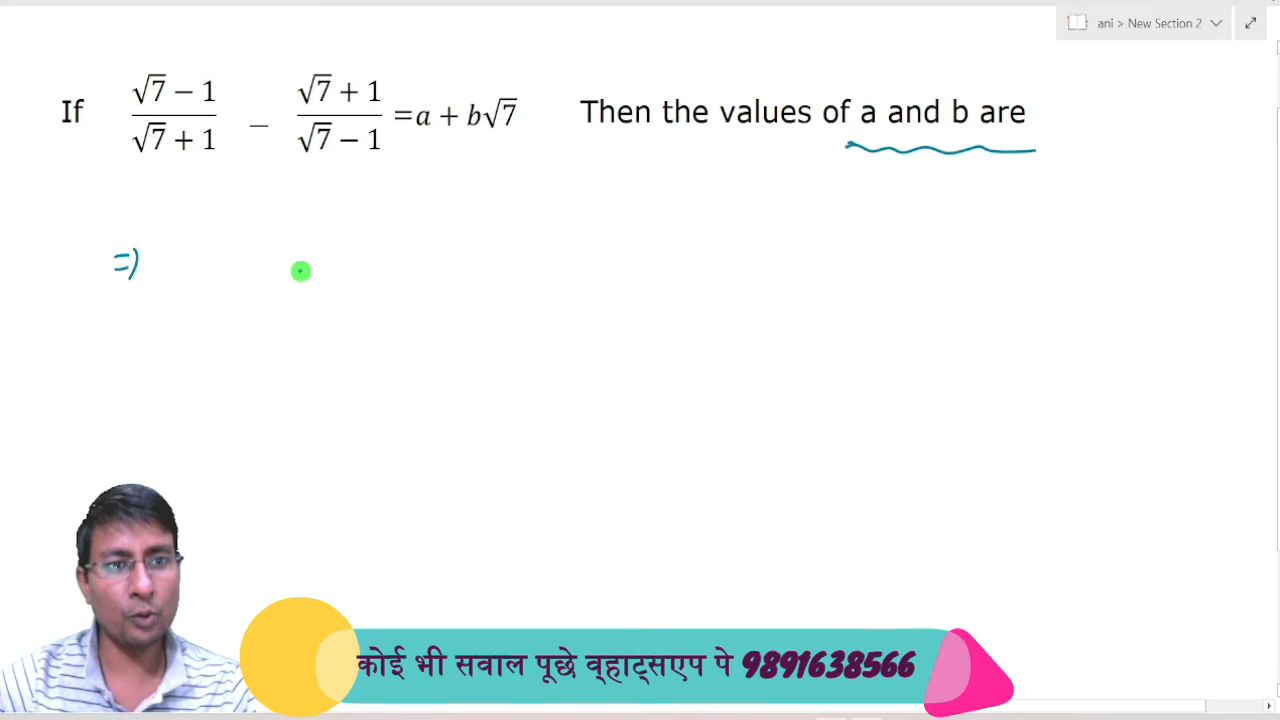 ani > New Section 2
If (√7 − 1)/(√7 + 1) − (√7 + 1)/(√7 − 1) = a + b√7 Then the values of a and b are
=)
कोई भी सवाल पूछे व्हाट्सएप पे 9891638566